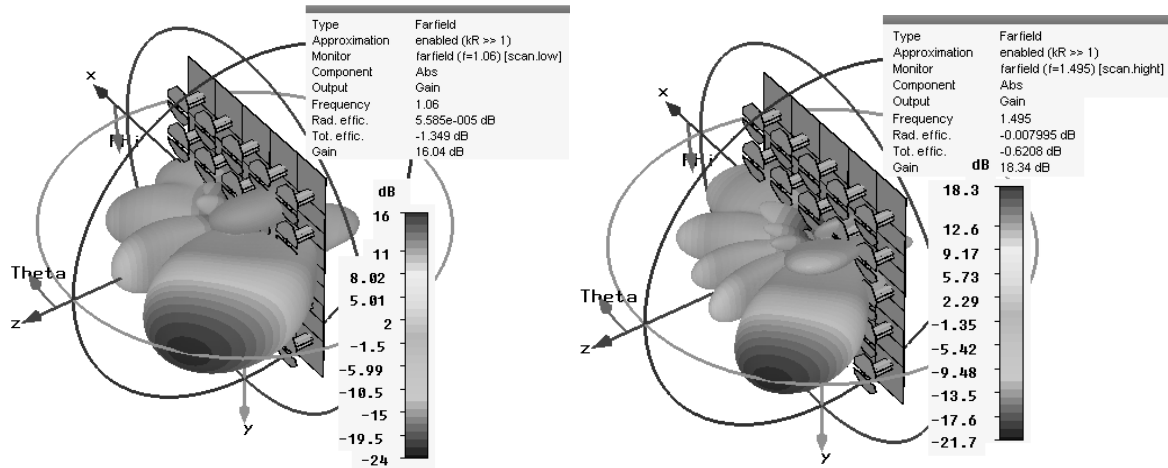 Type Farfield
Approximation enabled (kR >> 1)
Monitor farfield (f=1.06) [scan.low]
Component Abs
Output Gain
Frequency 1.06
Rad. effic. 5.585e-005 dB
Tot. effic. -1.349 dB
Gain 16.04 dB
x
Phi
Theta
z
y
dB
16
11
8.02
5.01
2
-1.5
-5.99
-10.5
-15
-19.5
-24
Type Farfield
Approximation enabled (kR >> 1)
Monitor farfield (f=1.495) [scan.hight]
Component Abs
Output Gain
Frequency 1.495
Rad. effic. -0.007995 dB
Tot. effic. -0.6208 dB
Gain 18.34 dB
x
Phi
Theta
z
y
dB
18.3
12.6
9.17
5.73
2.29
-1.35
-5.42
-9.48
-13.5
-17.6
-21.7